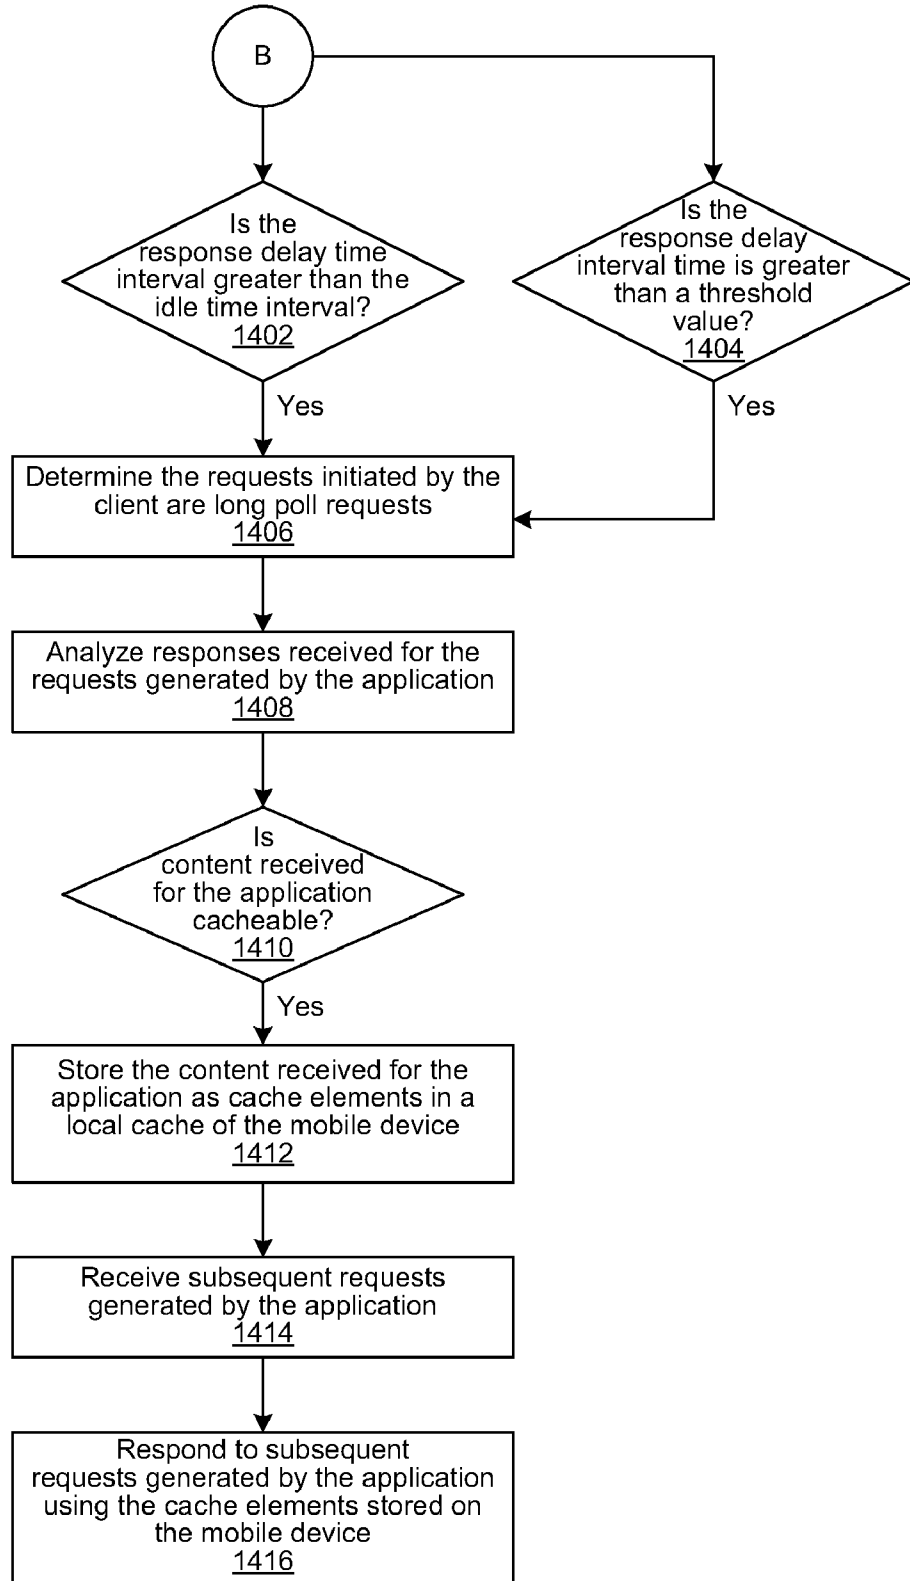 B
Is the
response delay time
interval greater than the
idle time interval?
1402
Is the
response delay
interval time is greater
than a threshold
value?
1404
Yes
Yes
Determine the requests initiated by the
client are long poll requests
1406
Analyze responses received for the
requests generated by the application
1408
Is
content received
for the application
cacheable?
1410
Yes
Store the content received for the
application as cache elements in a
local cache of the mobile device
1412
Receive subsequent requests
generated by the application
1414
Respond to subsequent
requests generated by the application
using the cache elements stored on
the mobile device
1416